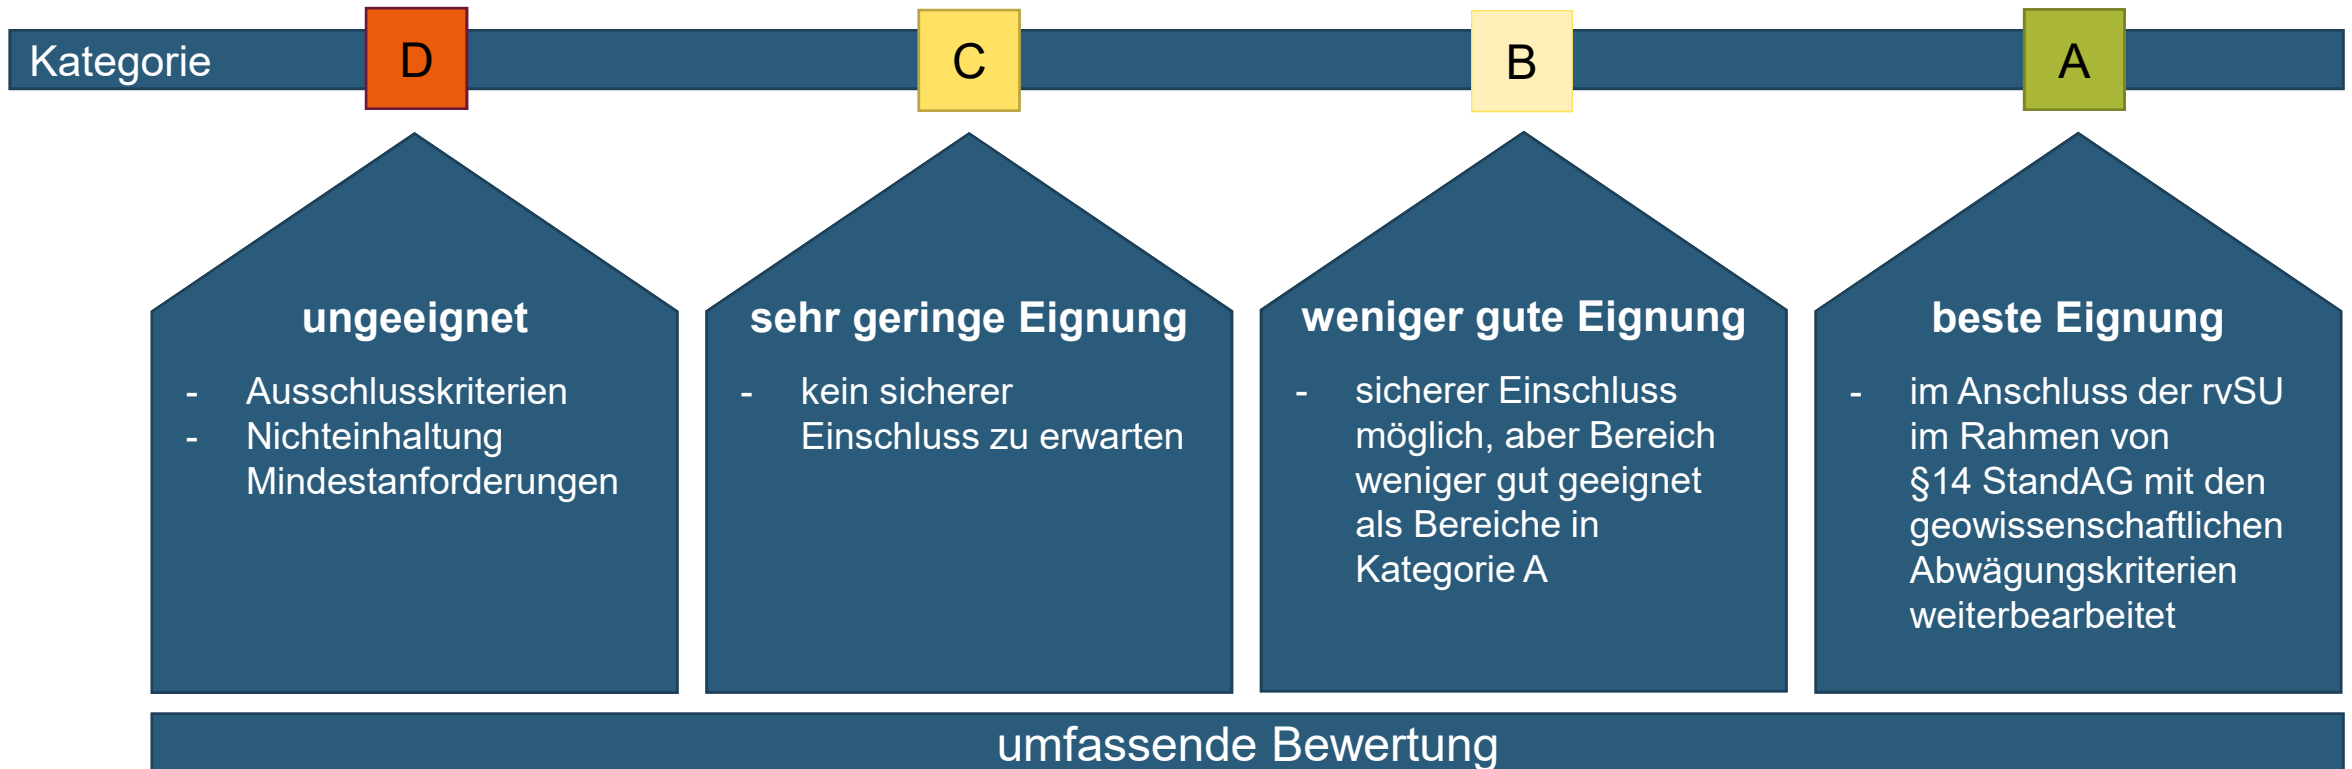 Kategorie
D
C
B
A
ungeeignet
- Ausschlusskriterien
- Nichteinhaltung
Mindestanforderungen
sehr geringe Eignung
- kein sicherer
Einschluss zu erwarten
weniger gute Eignung
- sicherer Einschluss
möglich, aber Bereich
weniger gut geeignet
als Bereiche in
Kategorie A
beste Eignung
- im Anschluss der rvSU
im Rahmen von
§14 StandAG mit den
geowissenschaftlichen
Abwägungskriterien
weiterbearbeitet
umfassende Bewertung